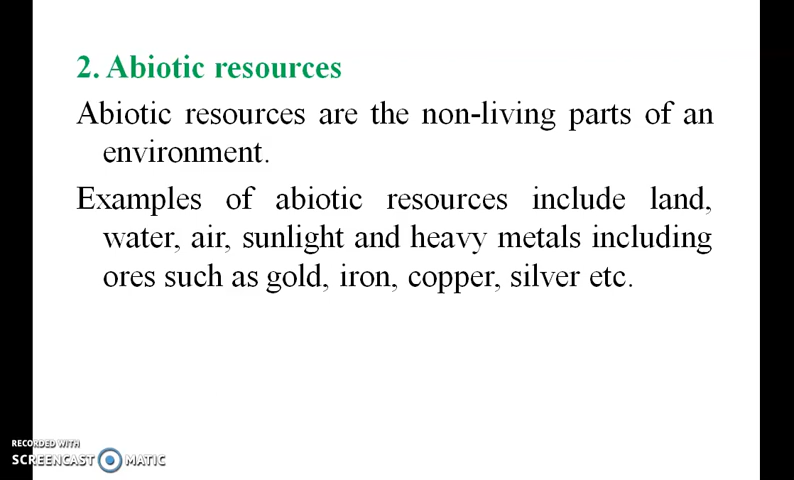 2. Abiotic resources
Abiotic resources are the non-living parts of an
environment.
Examples of abiotic resources include land,
water, air, sunlight and heavy metals including
ores such as gold, iron, copper, silver etc.
RECORDED WITH
SCREENCAST MATIC